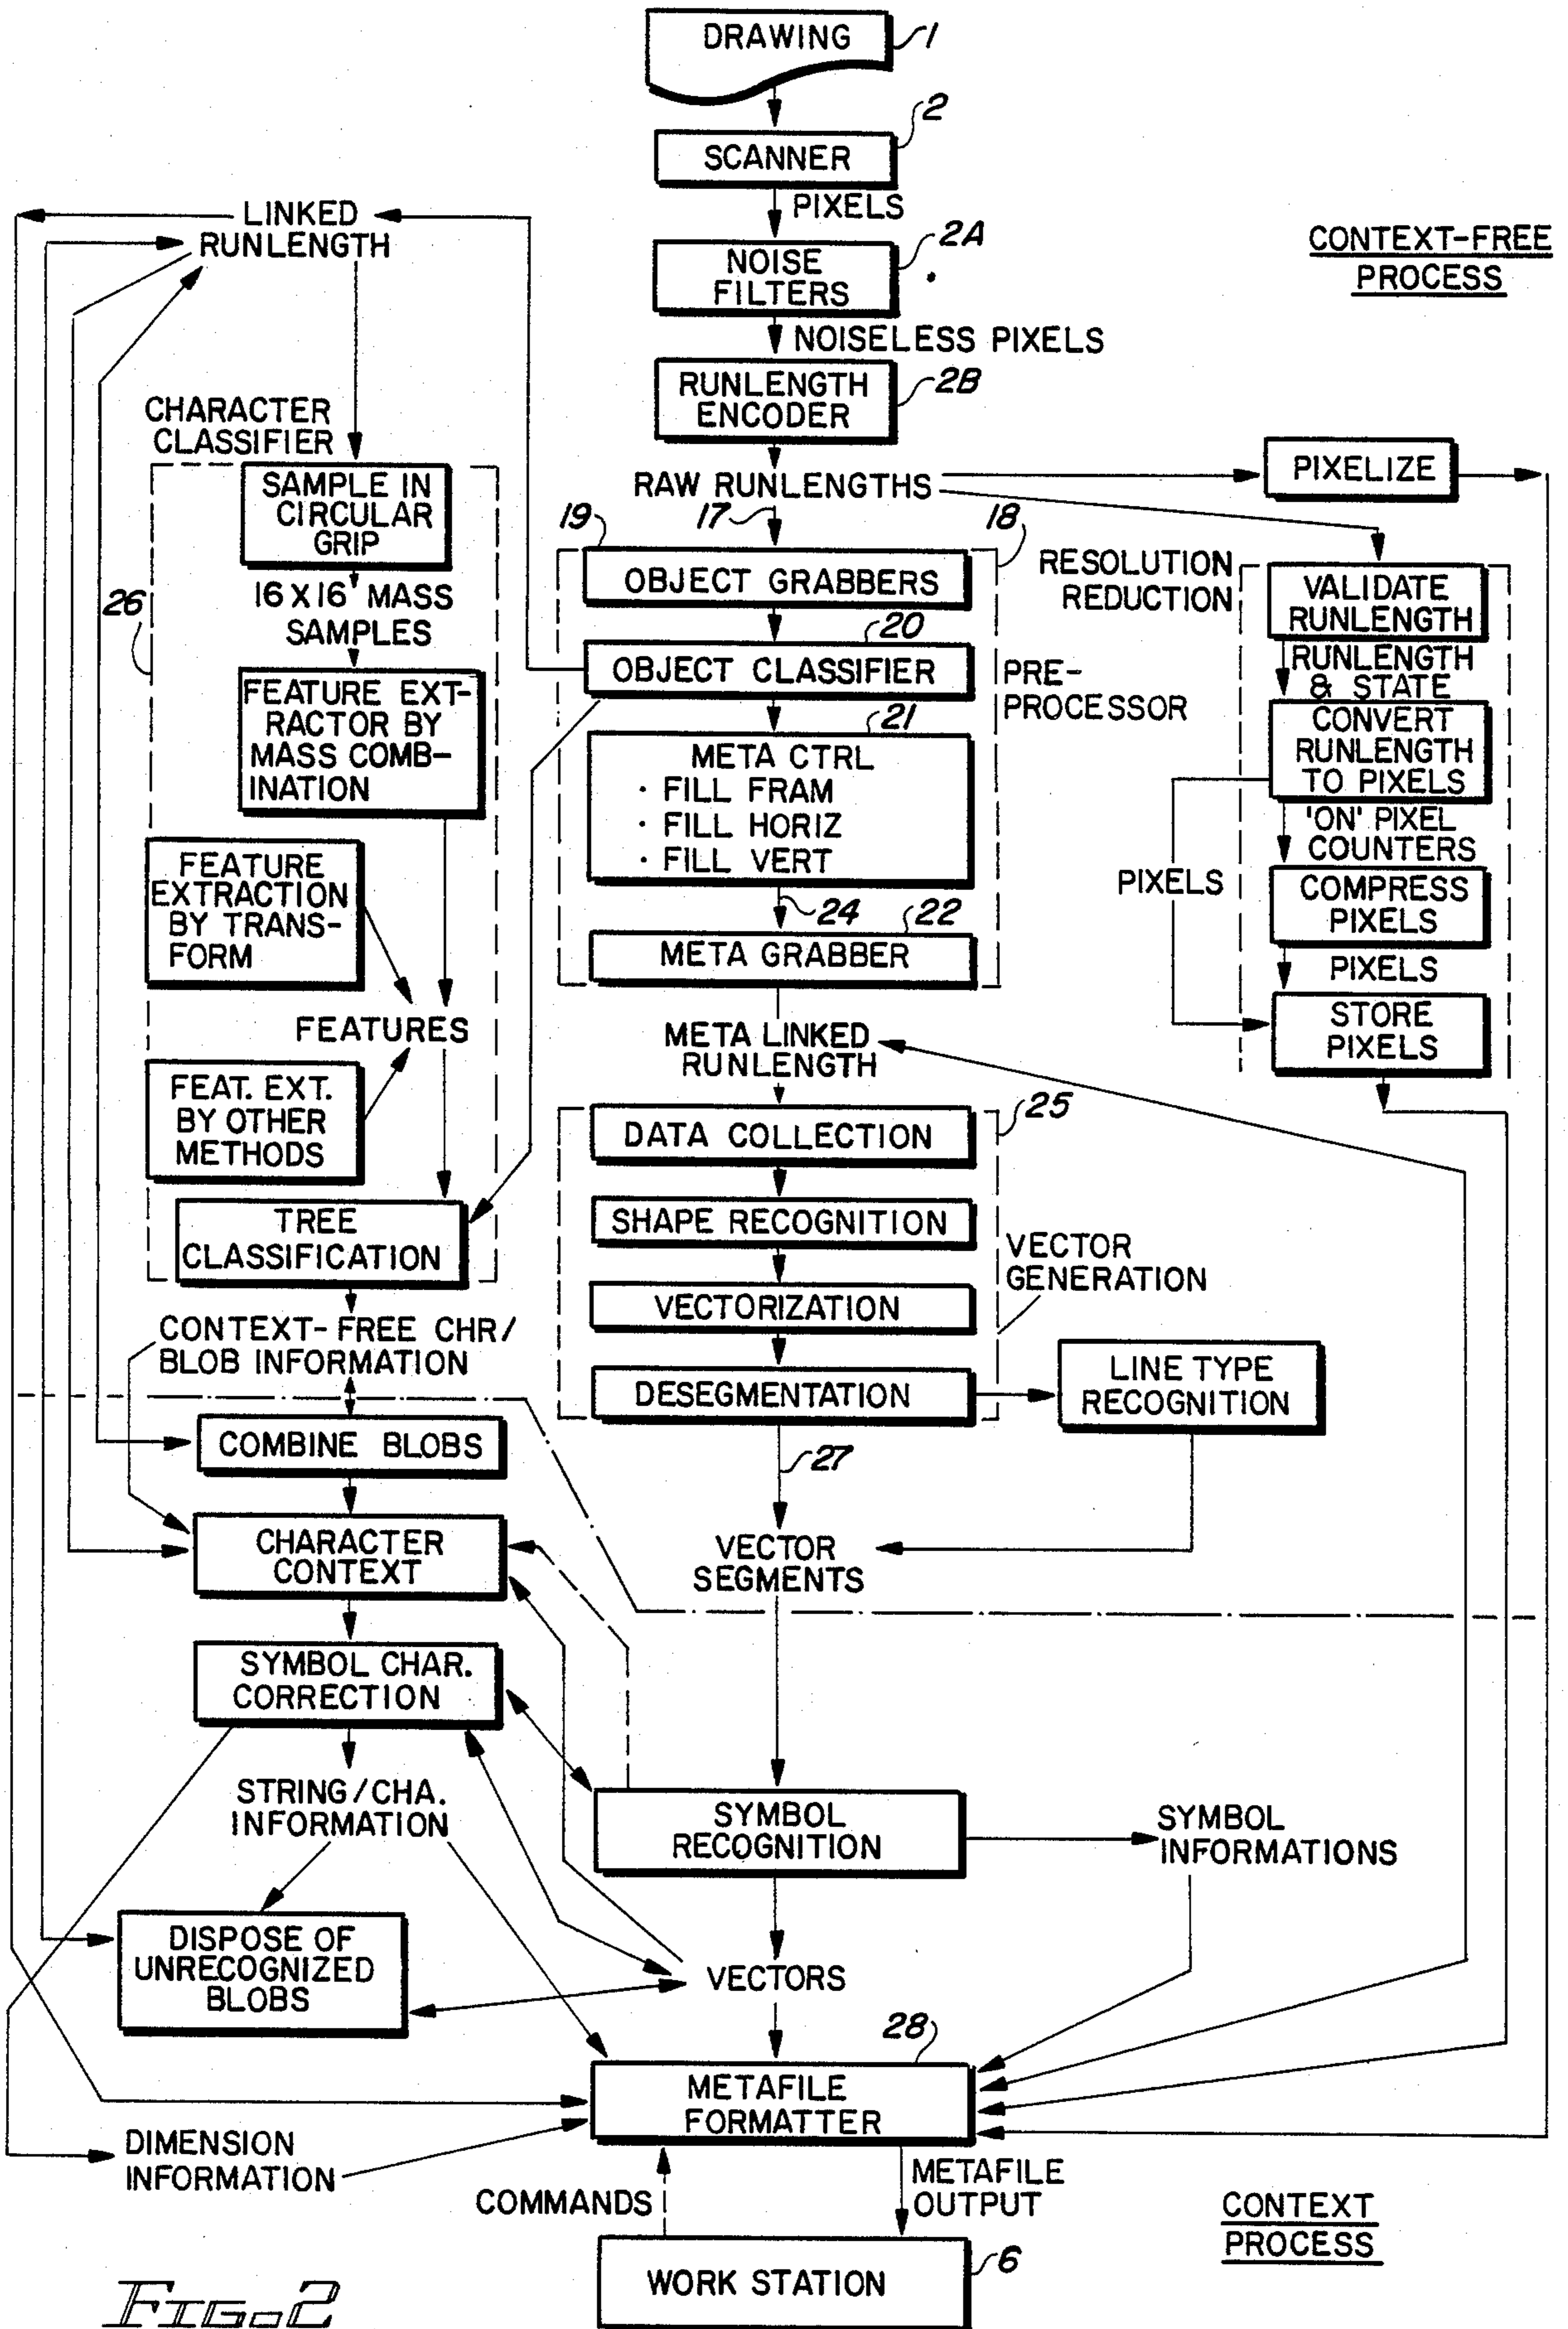 DRAWING
1
SCANNER
2
PIXELS
NOISE
FILTERS
2A
NOISELESS PIXELS
RUNLENGTH
ENCODER
2B
RAW RUNLENGTHS
17
CONTEXT-FREE
PROCESS
LINKED
RUNLENGTH
CHARACTER
CLASSIFIER
SAMPLE IN
CIRCULAR
GRIP
16 X 16 MASS
SAMPLES
26
FEATURE EXT-
RACTOR BY
MASS COMB-
INATION
FEATURE
EXTRACTION
BY TRANS-
FORM
FEATURES
FEAT. EXT.
BY OTHER
METHODS
TREE
CLASSIFICATION
CONTEXT-FREE CHR/
BLOB INFORMATION
19
18
OBJECT GRABBERS
20
OBJECT CLASSIFIER
PRE-
PROCESSOR
21
META CTRL
· FILL FRAM
· FILL HORIZ
· FILL VERT
24
22
META GRABBER
META LINKED
RUNLENGTH
25
DATA COLLECTION
SHAPE RECOGNITION
VECTORIZATION
DESEGMENTATION
VECTOR
GENERATION
LINE TYPE
RECOGNITION
27
VECTOR
SEGMENTS
PIXELIZE
RESOLUTION
REDUCTION
VALIDATE
RUNLENGTH
RUNLENGTH
& STATE
CONVERT
RUNLENGTH
TO PIXELS
'ON' PIXEL
COUNTERS
PIXELS
COMPRESS
PIXELS
PIXELS
STORE
PIXELS
COMBINE BLOBS
CHARACTER
CONTEXT
SYMBOL CHAR.
CORRECTION
STRING/CHA.
INFORMATION
DISPOSE OF
UNRECOGNIZED
BLOBS
SYMBOL
RECOGNITION
SYMBOL
INFORMATIONS
VECTORS
28
METAFILE
FORMATTER
DIMENSION
INFORMATION
COMMANDS
METAFILE
OUTPUT
CONTEXT
PROCESS
WORK STATION
6
FIG. 2